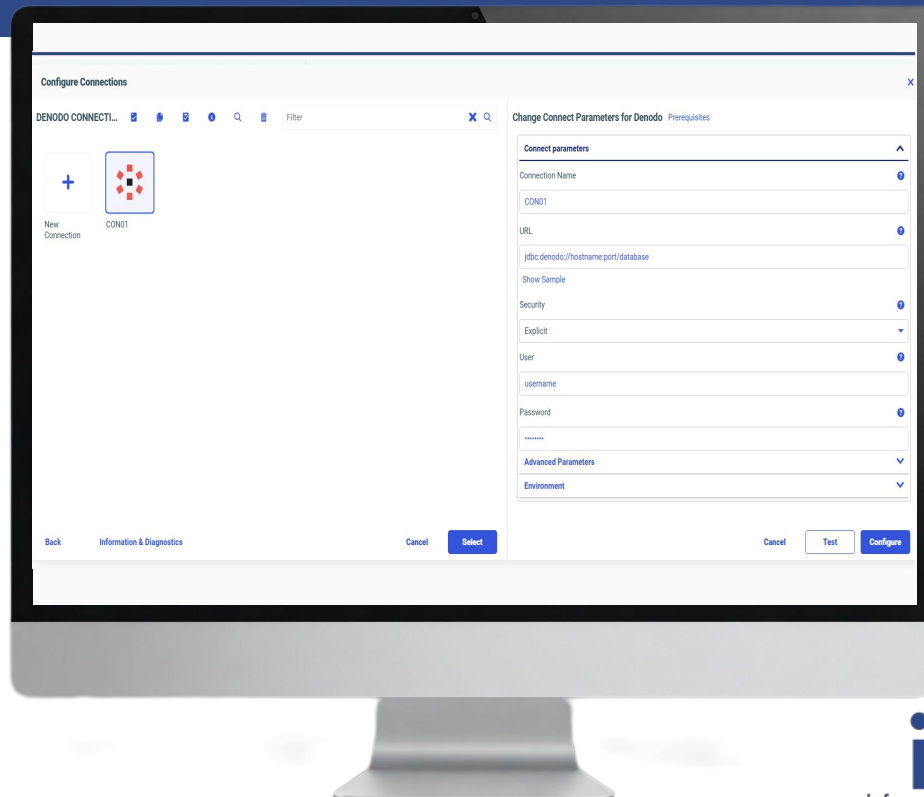 Configure Connections
X
DENODO CONNECTI...
Filter
New
Connection
CON01
Change Connect Parameters for Denodo Prerequisites
Connect parameters
Connection Name
CON01
URL
jdbc:denodo://hostname:port/database
Show Sample
Security
Explicit
User
username
Password
••••••••
Advanced Parameters
Environment
Back Information & Diagnostics Cancel Select
Cancel Test Configure